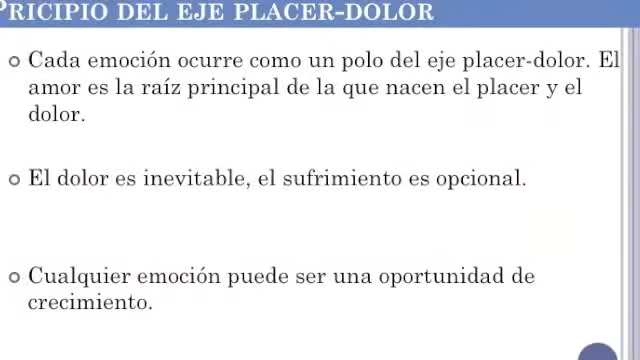 PRICIPIO DEL EJE PLACER-DOLOR
Cada emoción ocurre como un polo del eje placer-dolor. El
amor es la raíz principal de la que nacen el placer y el
dolor.
El dolor es inevitable, el sufrimiento es opcional.
Cualquier emoción puede ser una oportunidad de
crecimiento.